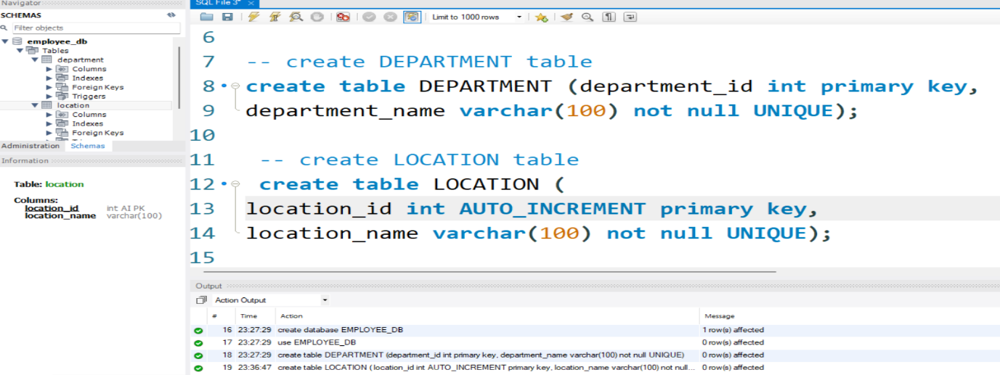 Navigator
SCHEMAS
Filter objects
employee_db
Tables
department
Columns
Indexes
Foreign Keys
Triggers
location
Columns
Indexes
Foreign Keys
Administration Schemas
Information
Table: location
Columns:
location_id int AI PK
location_name varchar(100)
SQL File 3*
Limit to 1000 rows
6
7 -- create DEPARTMENT table
8 create table DEPARTMENT (department_id int primary key,
9 department_name varchar(100) not null UNIQUE);
10
11 -- create LOCATION table
12 create table LOCATION (
13 location_id int AUTO_INCREMENT primary key,
14 location_name varchar(100) not null UNIQUE);
15
Output
Action Output
# Time Action Message
16 23:27:29 create database EMPLOYEE_DB 1 row(s) affected
17 23:27:29 use EMPLOYEE_DB 0 row(s) affected
18 23:27:29 create table DEPARTMENT (department_id int primary key, department_name varchar(100) not null UNIQUE) 0 row(s) affected
19 23:36:47 create table LOCATION ( location_id int AUTO_INCREMENT primary key, location_name varchar(100) not null... 0 row(s) affected